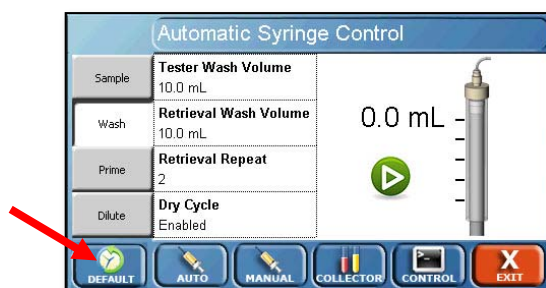 Automatic Syringe Control
Sample
Tester Wash Volume
10.0 mL
Wash
Retrieval Wash Volume
10.0 mL
0.0 mL
Prime
Retrieval Repeat
2
Dilute
Dry Cycle
Enabled
DEFAULT
AUTO
MANUAL
COLLECTOR
CONTROL
X
EXIT